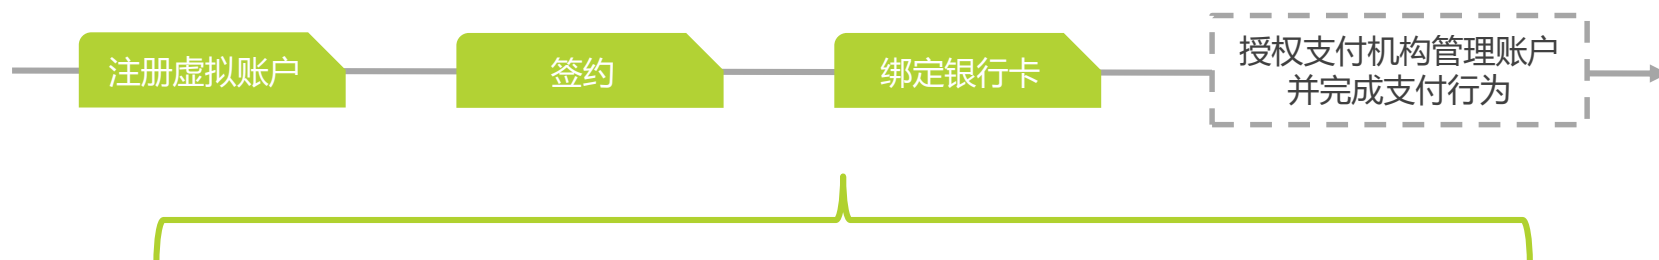 注册虚拟账户
签约
绑定银行卡
授权支付机构管理账户
并完成支付行为